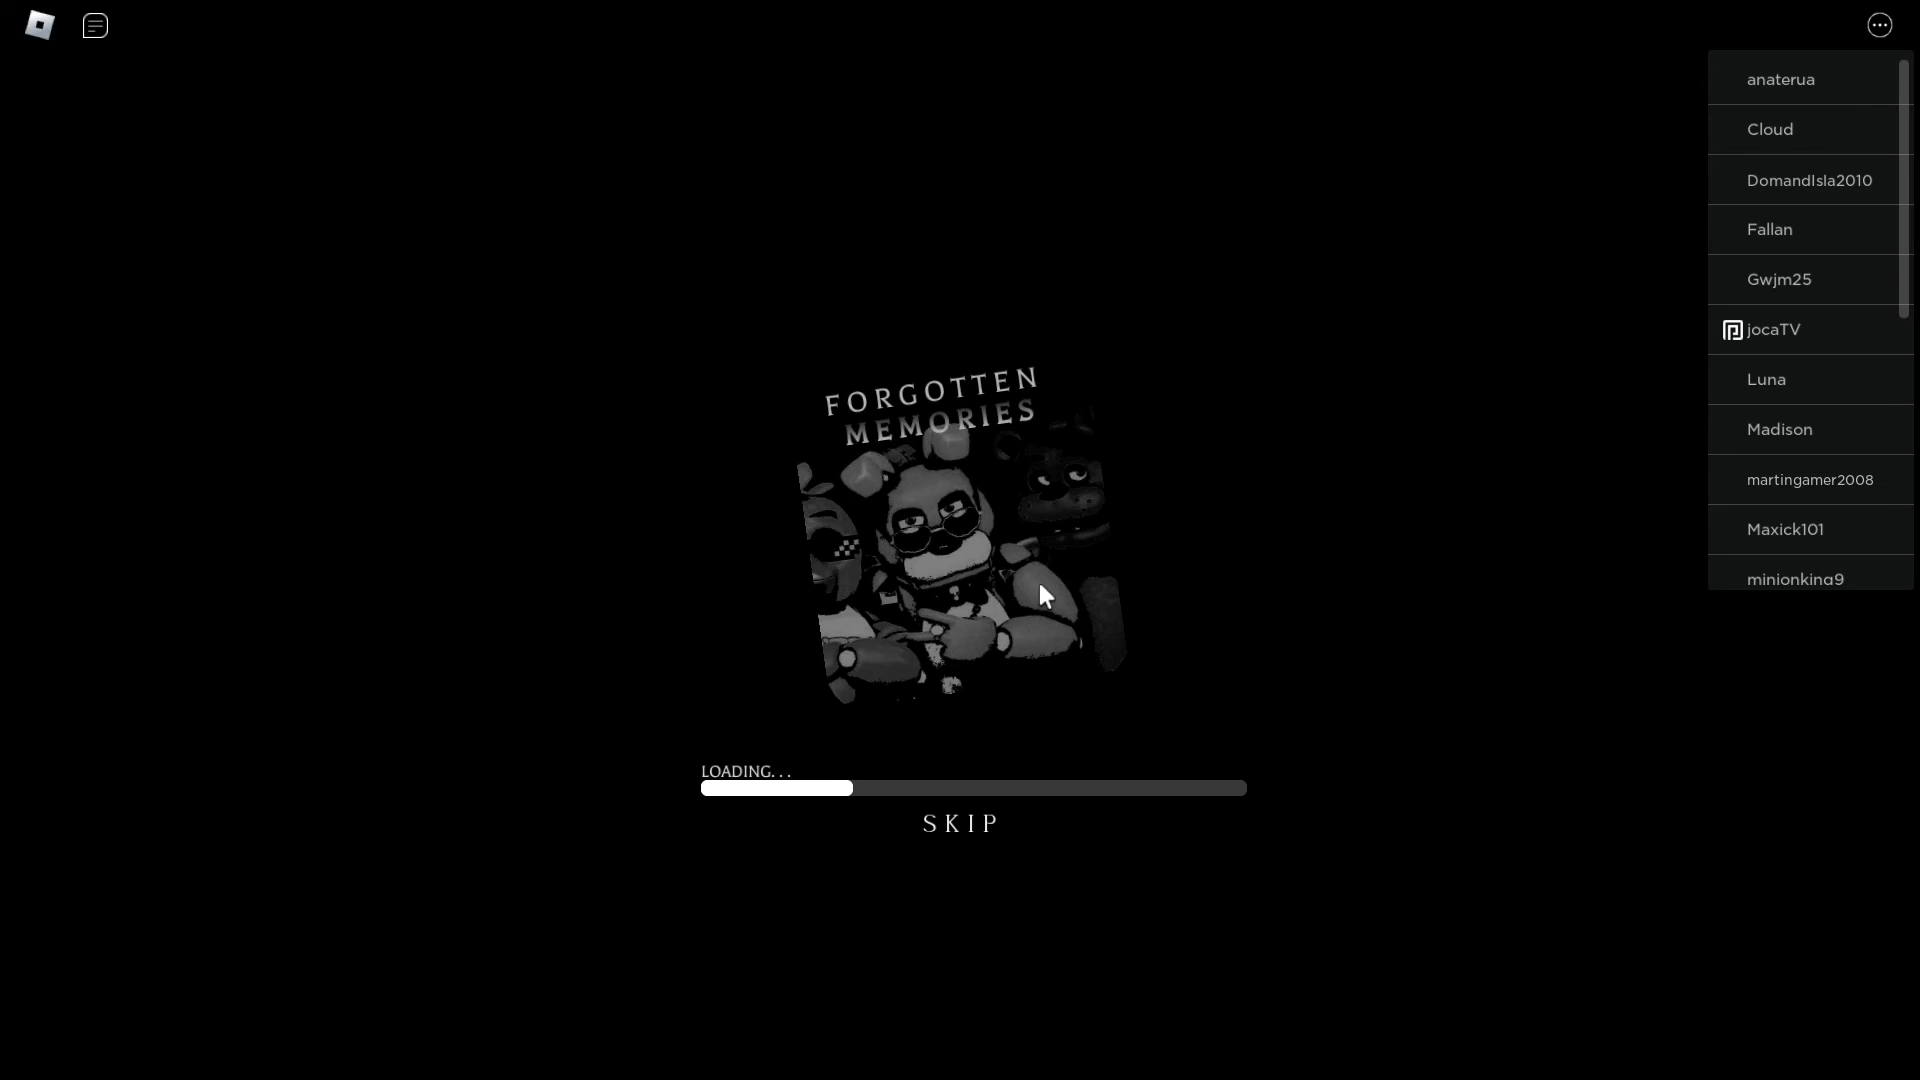 anaterua
Cloud
DomandIsla2010
Fallan
Gwjm25
jocaTV
Luna
Madison
martingamer2008
Maxick101
minionking9
FORGOTTEN
MEMORIES
LOADING...
SKIP